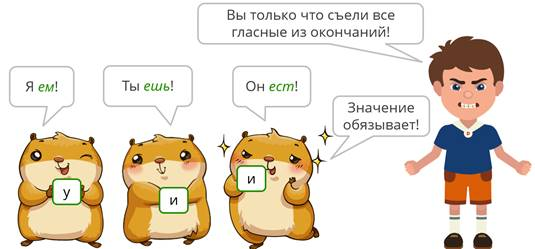 Вы только что съели все
гласные из окончаний!
Я ем!
Ты ешь!
Он ест!
Значение
обязывает!
у
и
и